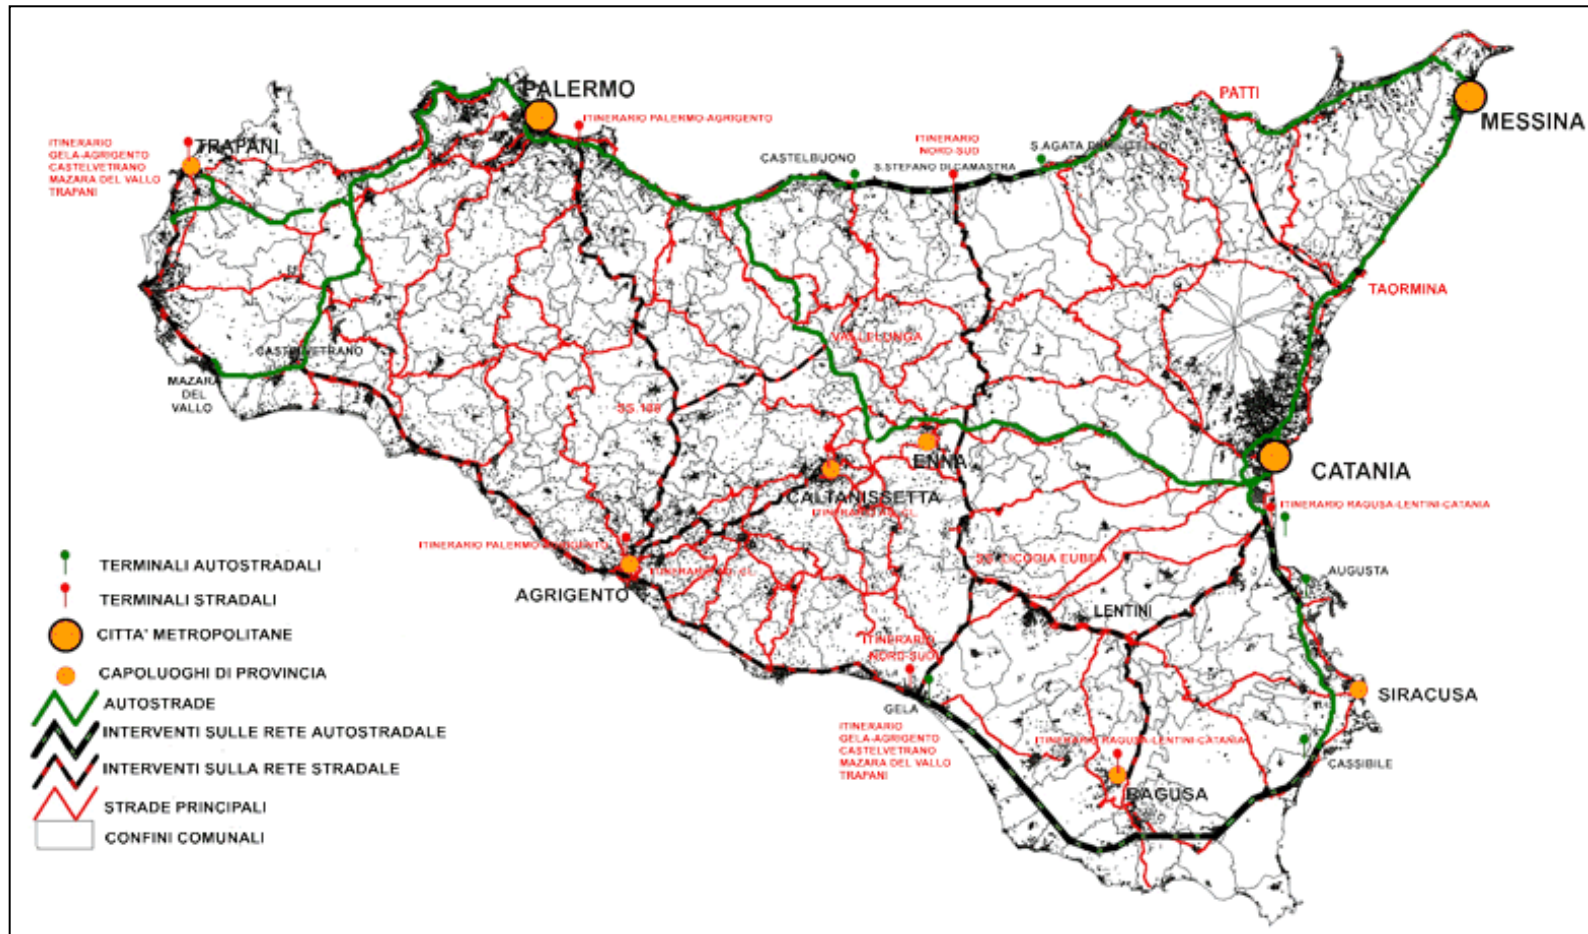 PALERMO
MESSINA
PATTI
ITINERARIO PALERMO-AGRIGENTO
ITINERARIO
GELA-AGRIGENTO
CASTELVETRANO
MAZARA DEL VALLO
TRAPANI
TRAPANI
ITINERARIO
NORD-SUD
CASTELBUONO
S.STEFANO DI CAMASTRA
S.AGATA
TAORMINA
VALLELUNGA
CASTELVETRANO
MAZARA
DEL
VALLO
ENNA
CALTANISSETTA
CATANIA
ITINERARIO RAGUSA-LENTINI-CATANIA
ITINERARIO PALERMO-AGRIGENTO
AGRIGENTO
AUGUSTA
LENTINI
ITINERARIO
NORD-SUD
GELA
SIRACUSA
ITINERARIO
GELA-AGRIGENTO
CASTELVETRANO
MAZARA DEL VALLO
TRAPANI
ITINERARIO RAGUSA-LENTINI-CATANIA
CASSIBILE
RAGUSA
TERMINALI AUTOSTRADALI
TERMINALI STRADALI
CITTA' METROPOLITANE
CAPOLUOGHI DI PROVINCIA
AUTOSTRADE
INTERVENTI SULLE RETE AUTOSTRADALE
INTERVENTI SULLA RETE STRADALE
STRADE PRINCIPALI
CONFINI COMUNALI